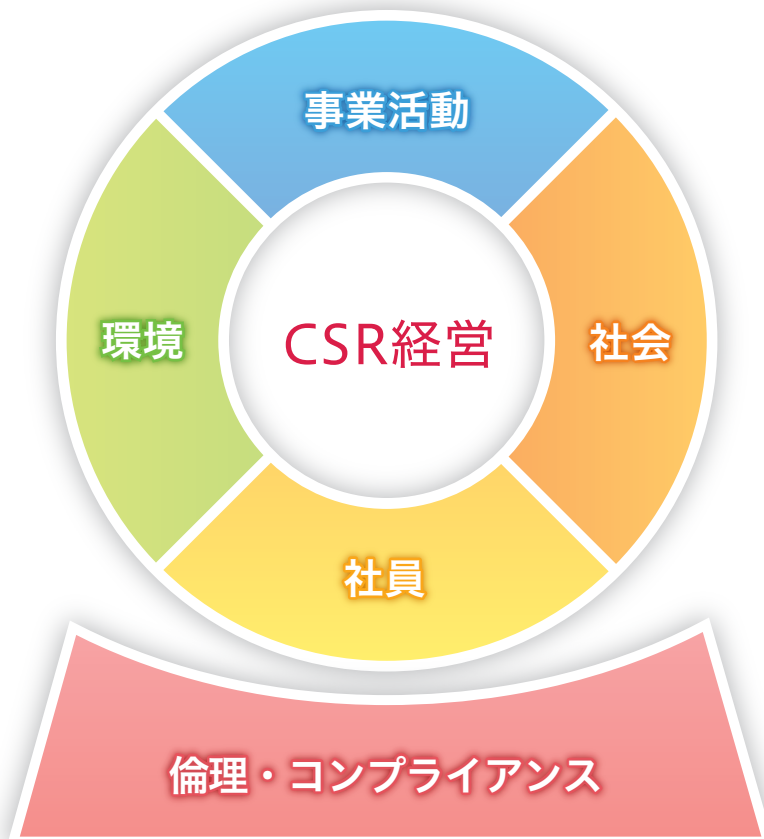 事業活動
環境
CSR経営
社会
社員
倫理・コンプライアンス